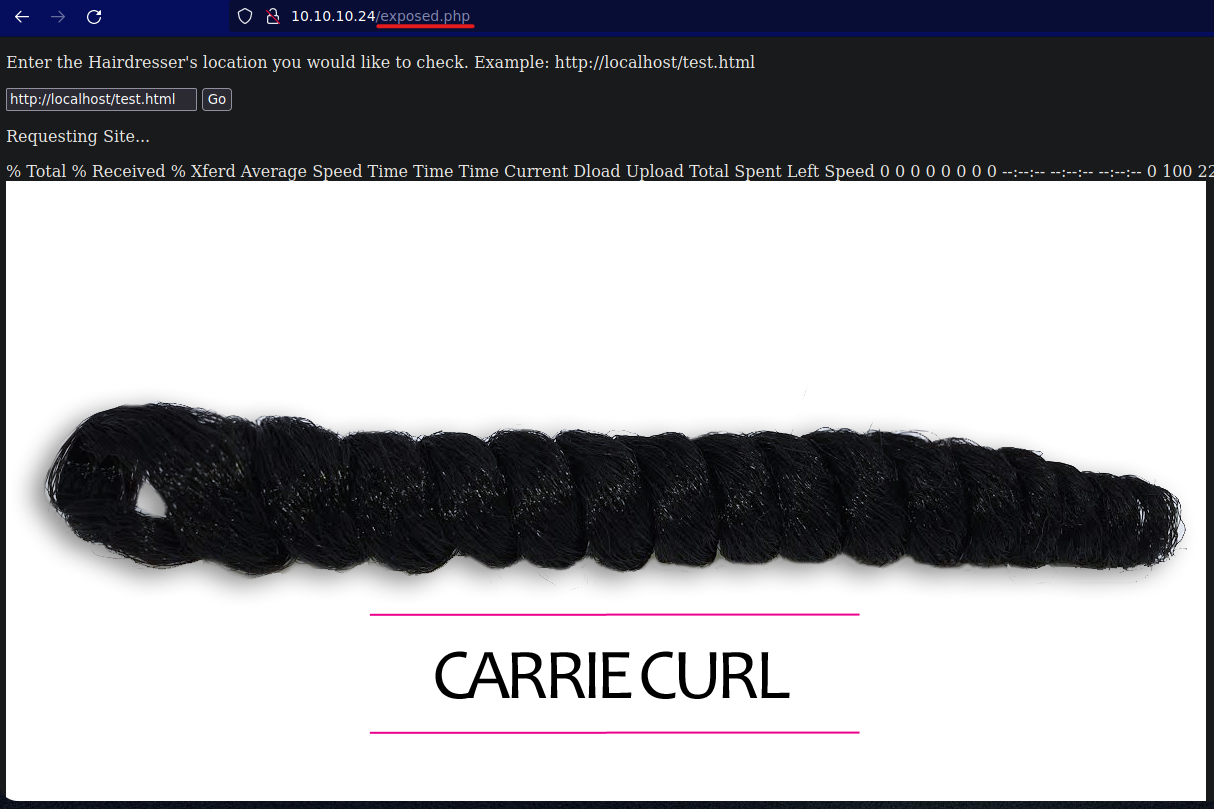 10.10.10.24/exposed.php
Enter the Hairdresser's location you would like to check. Example: http://localhost/test.html
http://localhost/test.html Go
Requesting Site...
% Total % Received % Xferd Average Speed Time Time Time Current Dload Upload Total Spent Left Speed 0 0 0 0 0 0 0 0 --:--:-- --:--:-- --:--:-- 0 100 22
CARRIE CURL